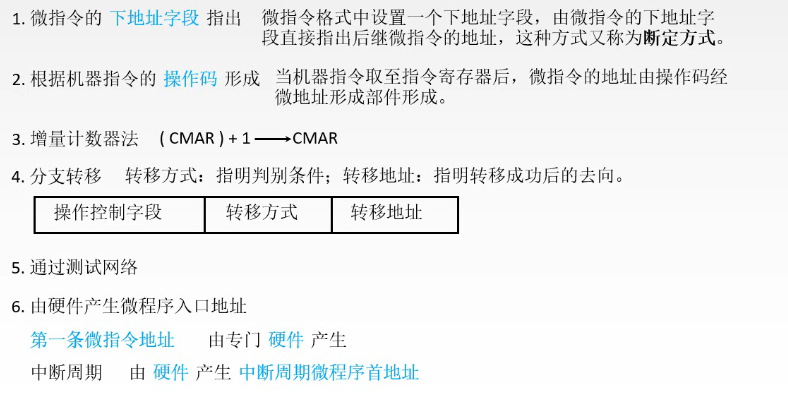 1. 微指令的 下地址字段 指出 微指令格式中设置一个下地址字段，由微指令的下地址字
段直接指出后继微指令的地址，这种方式又称为断定方式。
2. 根据机器指令的 操作码 形成 当机器指令取至指令寄存器后，微指令的地址由操作码经
微地址形成部件形成。
3. 增量计数器法 ( CMAR ) + 1 ⟶ CMAR
4. 分支转移 转移方式：指明判别条件；转移地址：指明转移成功后的去向。
操作控制字段 转移方式 转移地址
5. 通过测试网络
6. 由硬件产生微程序入口地址
第一条微指令地址 由专门 硬件 产生
中断周期 由 硬件 产生 中断周期微程序首地址